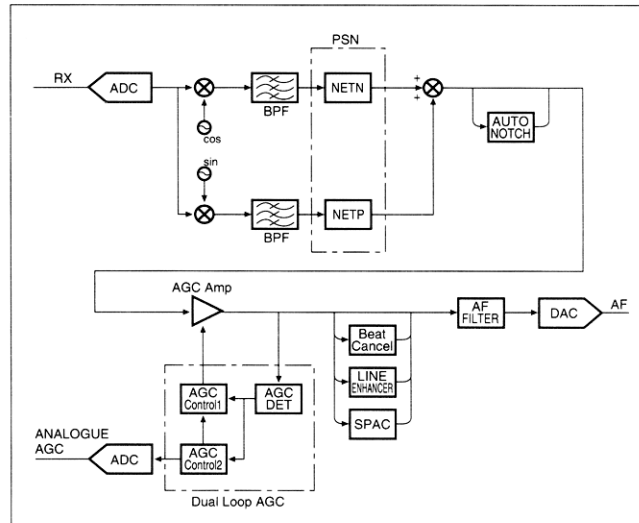 PSN
RX
ADC
BPF
NETN
+
+
AUTO
NOTCH
cos
sin
BPF
NETP
AGC Amp
AF
FILTER
DAC
AF
Beat
Cancel
LINE
ENHANCER
SPAC
AGC
Control1
AGC
DET
ANALOGUE
AGC
ADC
AGC
Control2
Dual Loop AGC